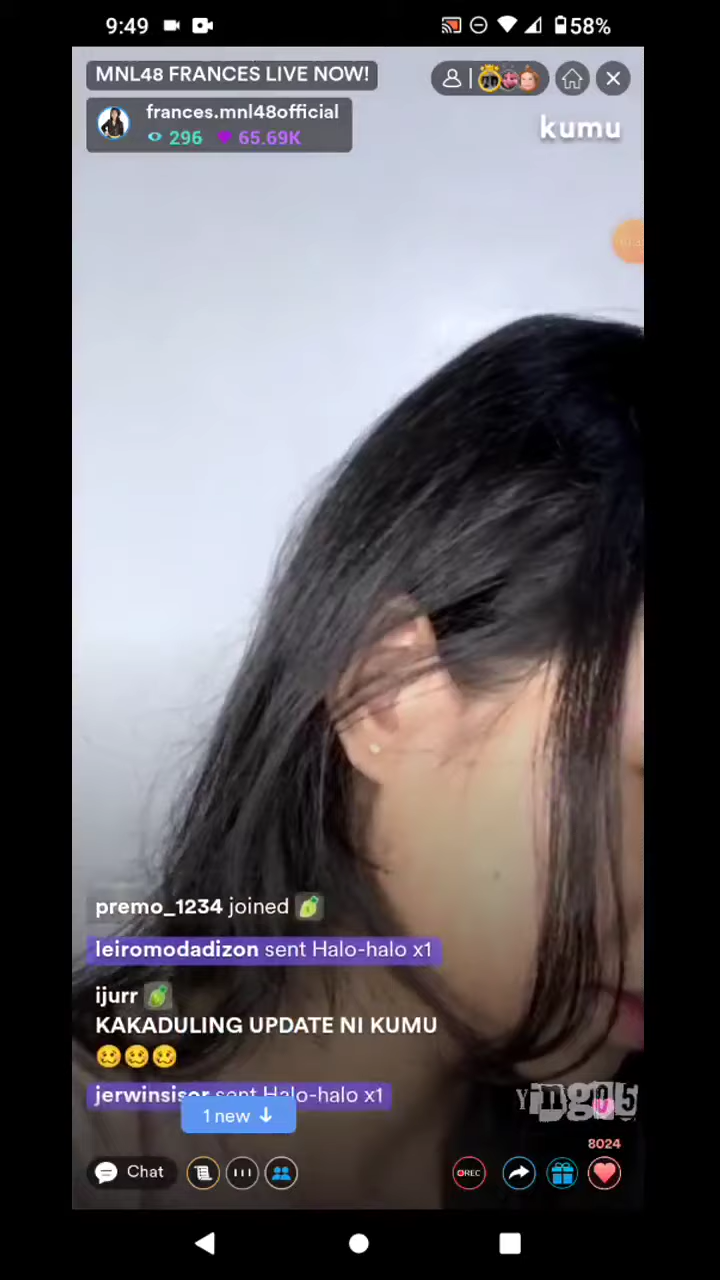 9:49
58%
MNL48 FRANCES LIVE NOW!
frances.mnl48official
296 65.69K
kumu
premo_1234 joined
leiromodadizon sent Halo-halo x1
ijurr
KAKADULING UPDATE NI KUMU
jerwinsisor sent Halo-halo x1
1 new
8024
Chat
REC